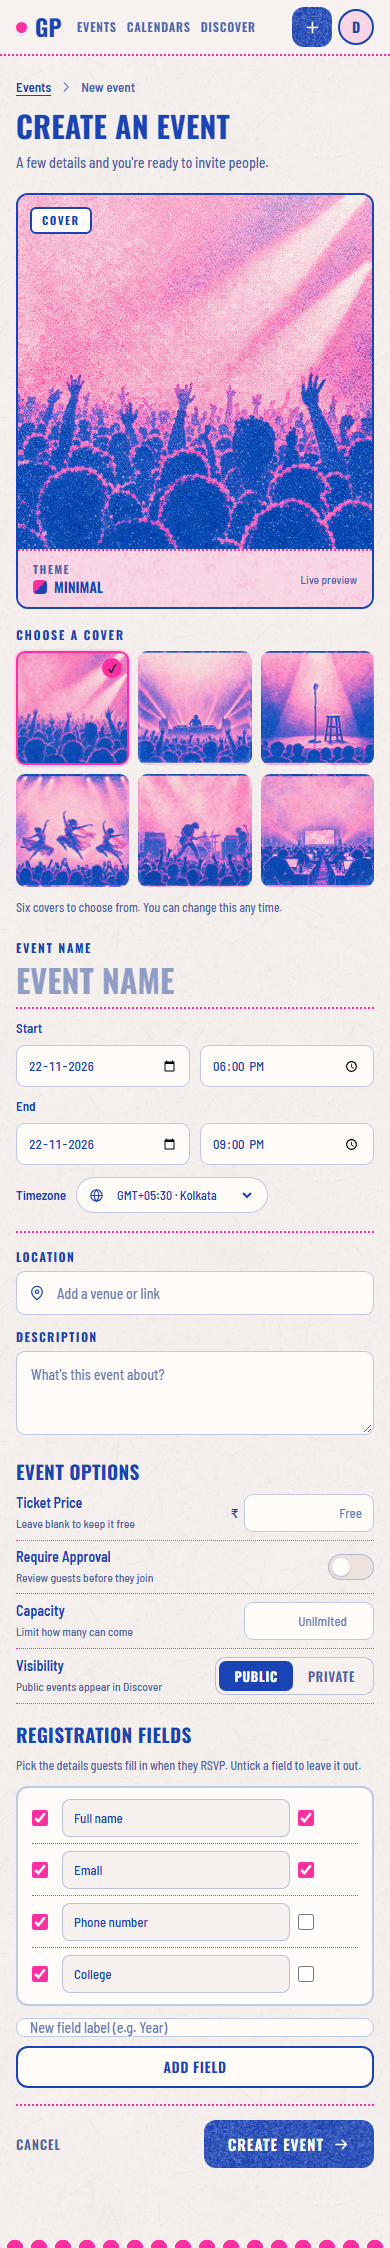 GP EVENTS CALENDARS DISCOVER + D
Events > New event
CREATE AN EVENT
A few details and you're ready to invite people.
COVER
THEME
MINIMAL
Live preview
CHOOSE A COVER
Six covers to choose from. You can change this any time.
EVENT NAME
EVENT NAME
Start
22-11-2026 06:00 PM
End
22-11-2026 09:00 PM
Timezone GMT+05:30 · Kolkata
LOCATION
Add a venue or link
DESCRIPTION
What's this event about?
EVENT OPTIONS
Ticket Price
Leave blank to keep it free
₹ Free
Require Approval
Review guests before they join
Capacity
Limit how many can come
Unlimited
Visibility
Public events appear in Discover
PUBLIC PRIVATE
REGISTRATION FIELDS
Pick the details guests fill in when they RSVP. Untick a field to leave it out.
Full name
Email
Phone number
College
New field label (e.g. Year)
ADD FIELD
CANCEL CREATE EVENT →